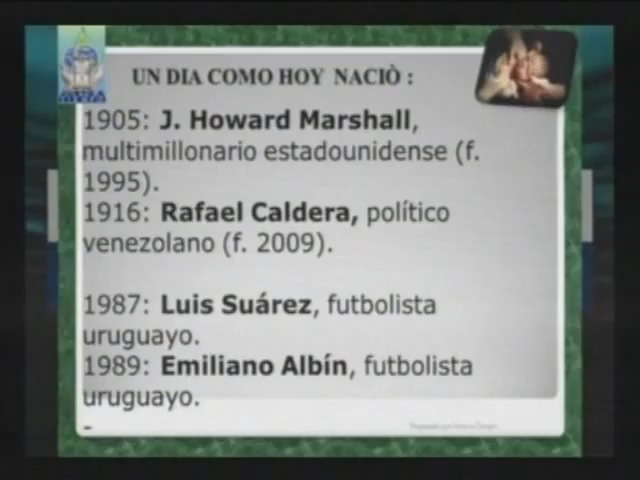 UN DIA COMO HOY NACIÒ :
1905: J. Howard Marshall,
multimillonario estadounidense (f.
1995).
1916: Rafael Caldera, político
venezolano (f. 2009).
1987: Luis Suárez, futbolista
uruguayo.
1989: Emiliano Albín, futbolista
uruguayo.
-